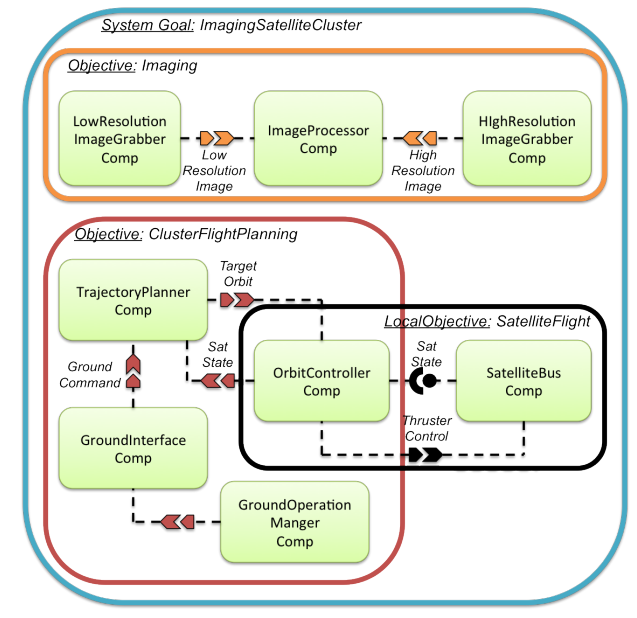 System Goal: ImagingSatelliteCluster
Objective: Imaging
LowResolution
ImageGrabber
Comp
Low
Resolution
Image
ImageProcessor
Comp
High
Resolution
Image
HIghResolution
ImageGrabber
Comp
Objective: ClusterFlightPlanning
TrajectoryPlanner
Comp
Target
Orbit
LocalObjective: SatelliteFlight
Ground
Command
Sat
State
OrbitController
Comp
Sat
State
SatelliteBus
Comp
Thruster
Control
GroundInterface
Comp
GroundOperation
Manger
Comp